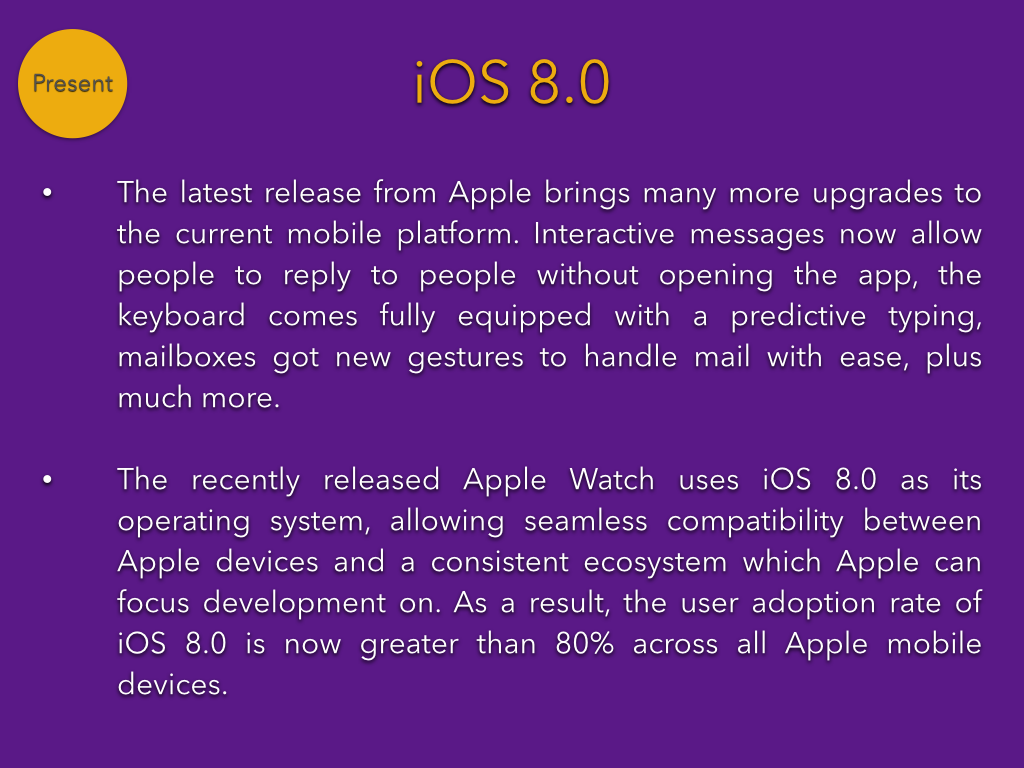 Present
iOS 8.0
• The latest release from Apple brings many more upgrades to
the current mobile platform. Interactive messages now allow
people to reply to people without opening the app, the
keyboard comes fully equipped with a predictive typing,
mailboxes got new gestures to handle mail with ease, plus
much more.
• The recently released Apple Watch uses iOS 8.0 as its
operating system, allowing seamless compatibility between
Apple devices and a consistent ecosystem which Apple can
focus development on. As a result, the user adoption rate of
iOS 8.0 is now greater than 80% across all Apple mobile
devices.